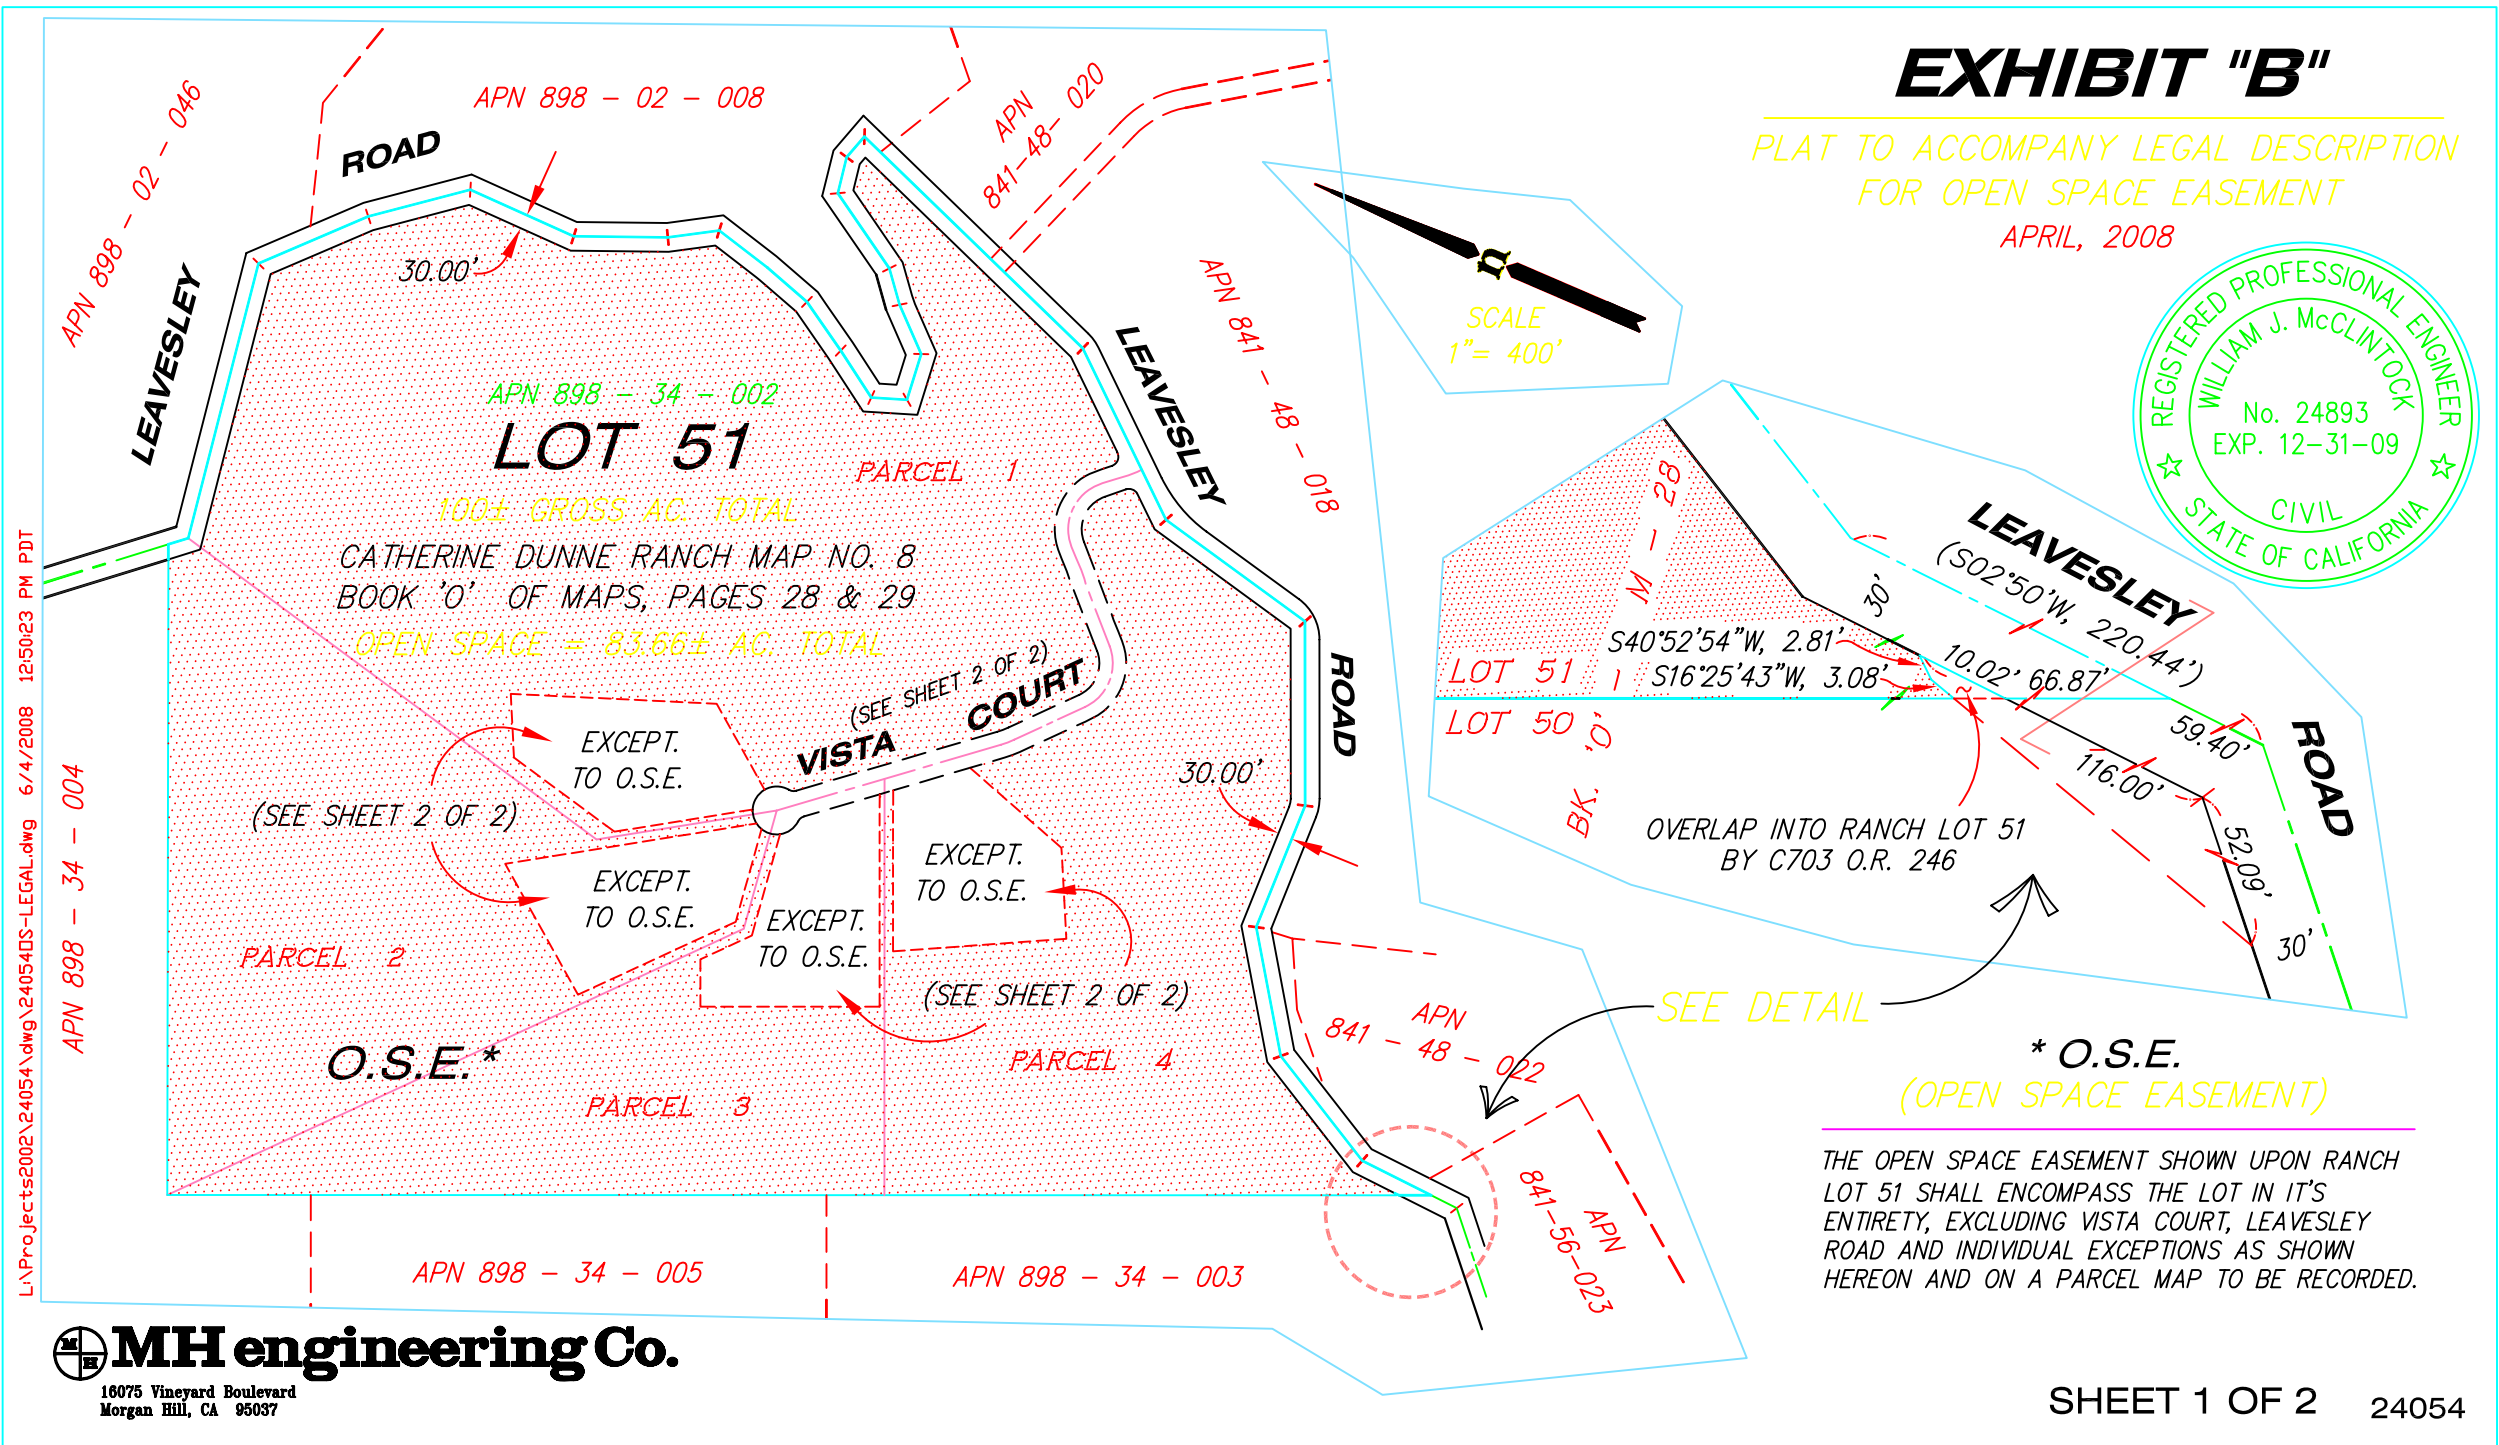 EXHIBIT "B"
PLAT TO ACCOMPANY LEGAL DESCRIPTION
FOR OPEN SPACE EASEMENT
APRIL, 2008
REGISTERED PROFESSIONAL ENGINEER
WILLIAM J. McCLINTOCK
No. 24893
EXP. 12-31-09
CIVIL
STATE OF CALIFORNIA
n
SCALE
1"= 400'
APN 898 - 02 - 046
ROAD
APN 898 - 02 - 008
APN
841-48-020
LEAVESLEY
30.00'
APN 841 - 48 - 018
LEAVESLEY
APN 898 - 34 - 002
LOT 51
PARCEL 1
100± GROSS AC. TOTAL
CATHERINE DUNNE RANCH MAP NO. 8
BOOK 'O' OF MAPS, PAGES 28 & 29
OPEN SPACE = 83.66± AC. TOTAL
(SEE SHEET 2 OF 2)
VISTA COURT
ROAD
30.00'
EXCEPT.
TO O.S.E.
(SEE SHEET 2 OF 2)
EXCEPT.
TO O.S.E.
EXCEPT.
TO O.S.E.
EXCEPT.
TO O.S.E.
(SEE SHEET 2 OF 2)
PARCEL 2
O.S.E.*
PARCEL 3
PARCEL 4
APN 898 - 34 - 004
APN 898 - 34 - 005
APN 898 - 34 - 003
APN
841 - 48 - 022
APN
841-56-023
LEAVESLEY
(S02°50'W, 220.44')
30'
S40°52'54"W, 2.81'
S16°25'43"W, 3.08'
10.02'
66.87'
59.40'
116.00'
52.09'
30'
ROAD
LOT 51
LOT 50
BK. 'O' - M - 28
OVERLAP INTO RANCH LOT 51
BY C703 O.R. 246
SEE DETAIL
* O.S.E.
(OPEN SPACE EASEMENT)
THE OPEN SPACE EASEMENT SHOWN UPON RANCH
LOT 51 SHALL ENCOMPASS THE LOT IN IT'S
ENTIRETY, EXCLUDING VISTA COURT, LEAVESLEY
ROAD AND INDIVIDUAL EXCEPTIONS AS SHOWN
HEREON AND ON A PARCEL MAP TO BE RECORDED.
L:\Projects2002\24054\dwg\24054OS-LEGAL.dwg 6/4/2008 12:50:23 PM PDT
M
H
MH engineering Co.
16075 Vineyard Boulevard
Morgan Hill, CA 95037
SHEET 1 OF 2
24054